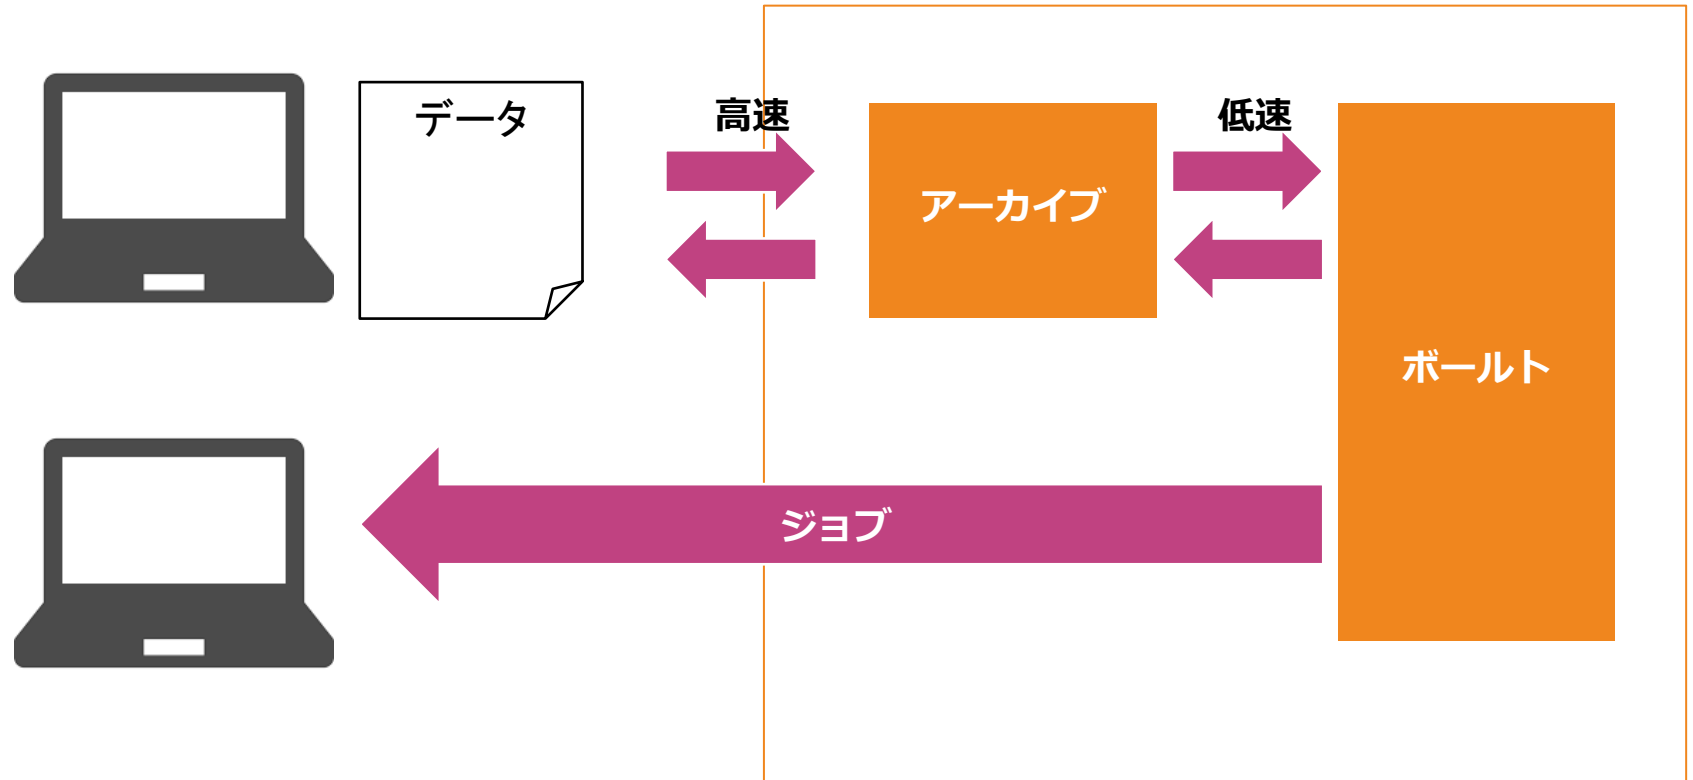 データ
高速
低速
アーカイブ
ボールト
ジョブ